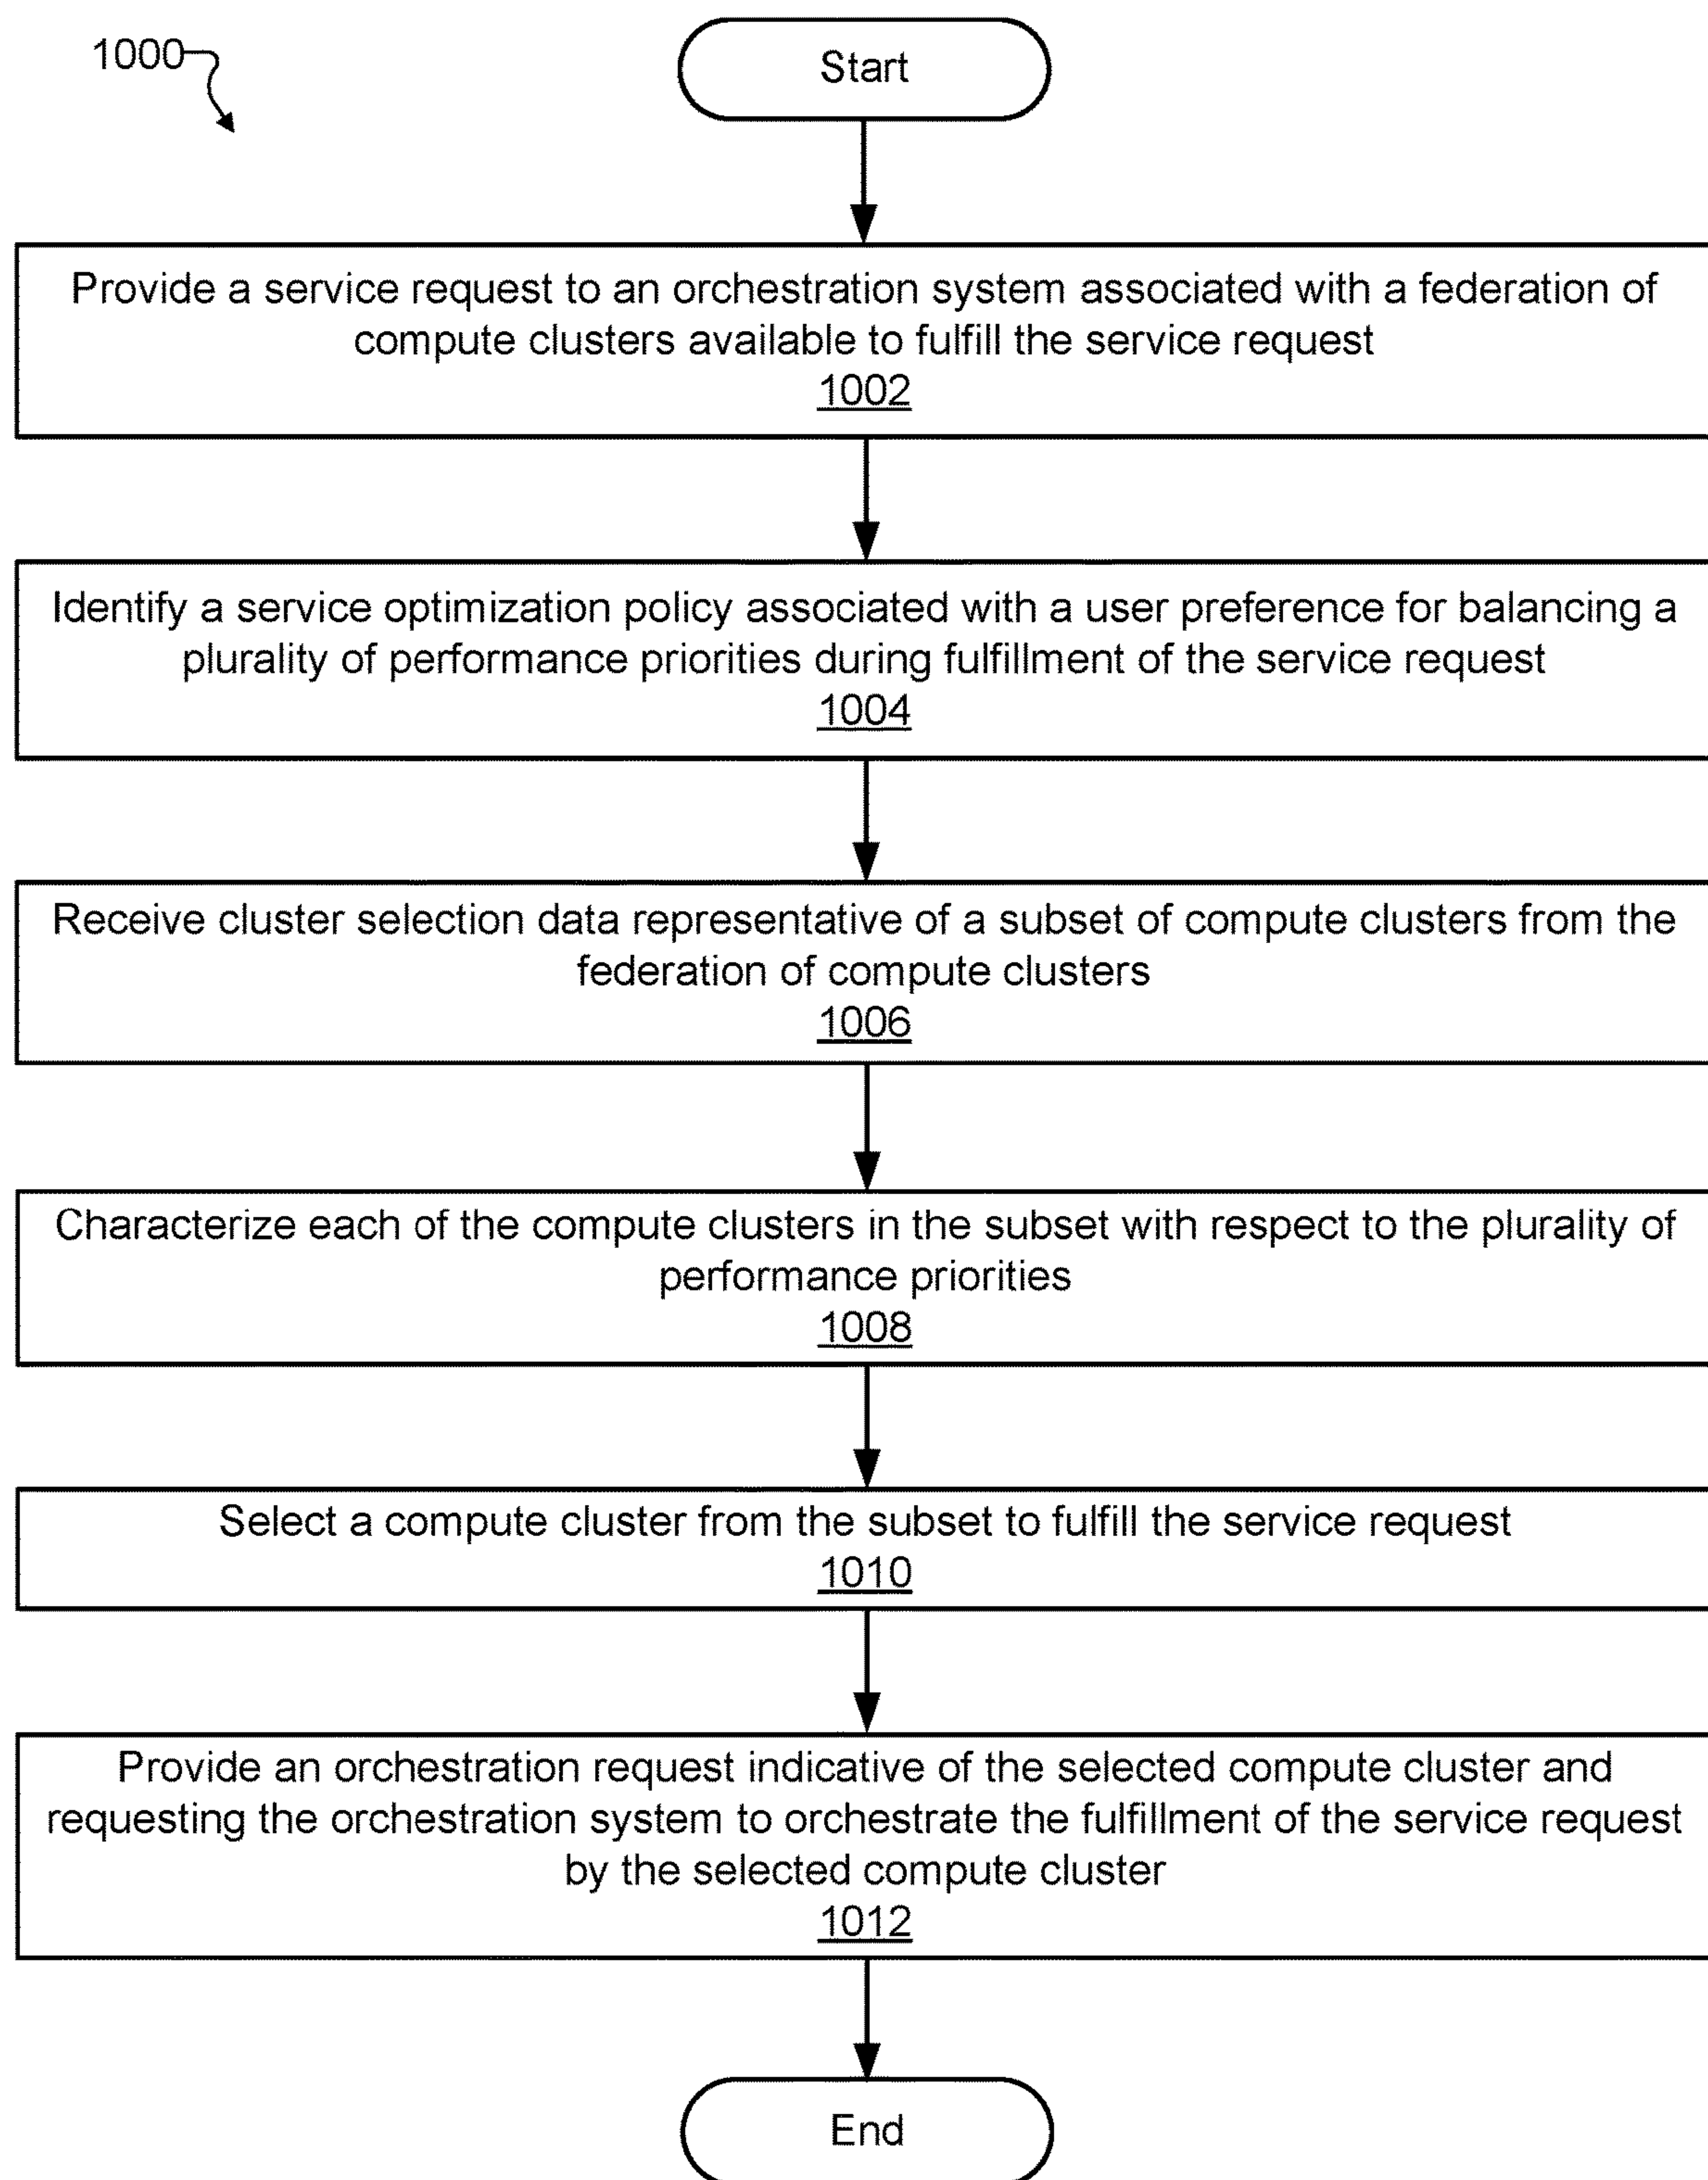 1000
Start
Provide a service request to an orchestration system associated with a federation of
compute clusters available to fulfill the service request
1002
Identify a service optimization policy associated with a user preference for balancing a
plurality of performance priorities during fulfillment of the service request
1004
Receive cluster selection data representative of a subset of compute clusters from the
federation of compute clusters
1006
Characterize each of the compute clusters in the subset with respect to the plurality of
performance priorities
1008
Select a compute cluster from the subset to fulfill the service request
1010
Provide an orchestration request indicative of the selected compute cluster and
requesting the orchestration system to orchestrate the fulfillment of the service request
by the selected compute cluster
1012
End